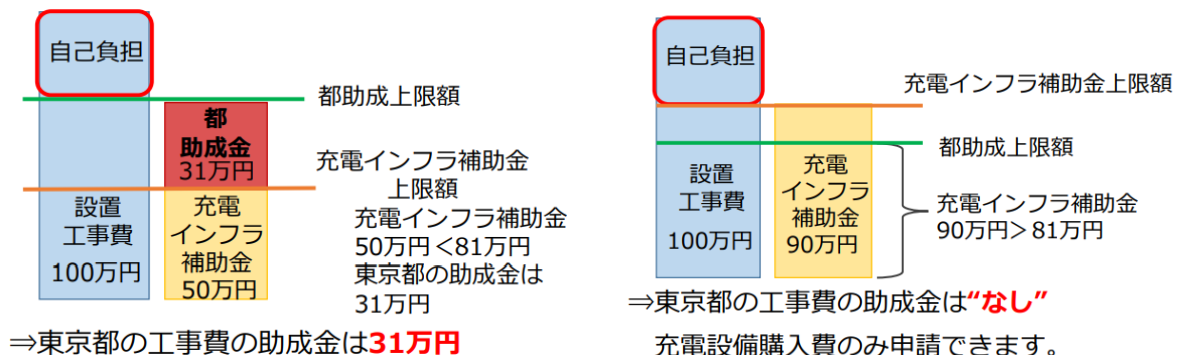 自己負担
都助成上限額
都
助成金
31万円
充電インフラ補助金
上限額
設置
工事費
100万円
充電
インフラ
補助金
50万円
充電インフラ補助金
50万円＜81万円
東京都の助成金は
31万円
⇒東京都の工事費の助成金は31万円
自己負担
充電インフラ補助金上限額
都助成上限額
設置
工事費
100万円
充電
インフラ
補助金
90万円
充電インフラ補助金
90万円＞81万円
⇒東京都の工事費の助成金は“なし”
充電設備購入費のみ申請できます。